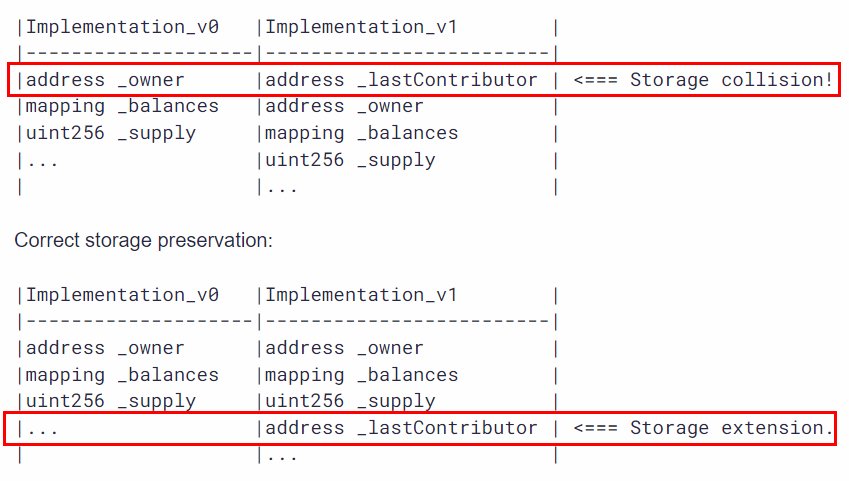 |Implementation_v0   |Implementation_v1        |
|--------------------|-------------------------|
|address _owner      |address _lastContributor | <=== Storage collision!
|mapping _balances   |address _owner           |
|uint256 _supply     |mapping _balances        |
|...                 |uint256 _supply          |
|                    |...                      |
Correct storage preservation:
|Implementation_v0   |Implementation_v1        |
|--------------------|-------------------------|
|address _owner      |address _owner           |
|mapping _balances   |mapping _balances        |
|uint256 _supply     |uint256 _supply          |
|...                 |address _lastContributor | <=== Storage extension.
|                    |...                      |